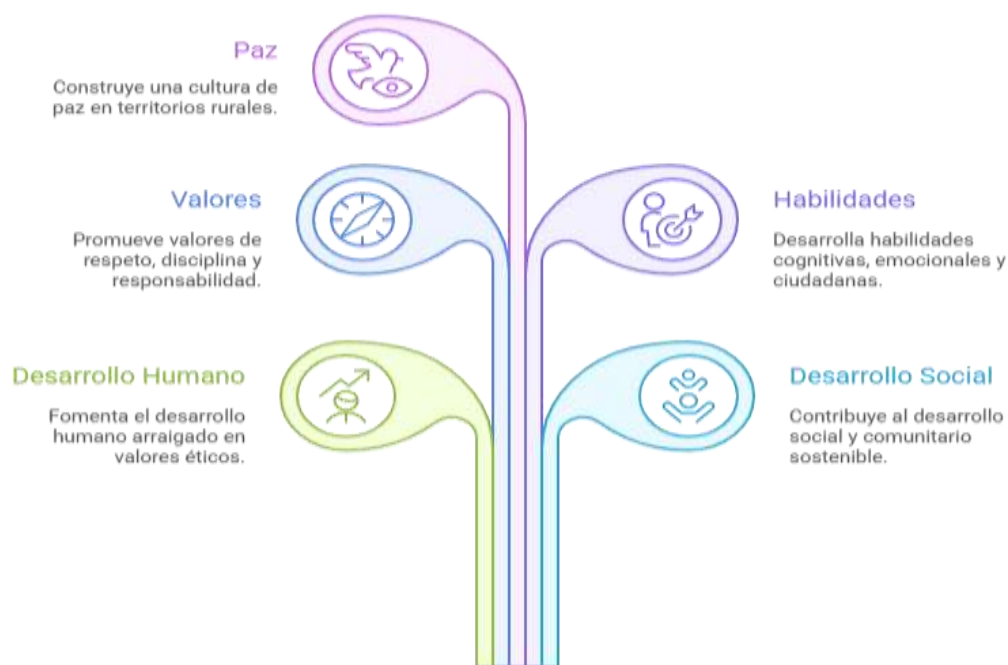 Paz
Construye una cultura de
paz en territorios rurales.
Valores
Promueve valores de
respeto, disciplina y
responsabilidad.
Habilidades
Desarrolla habilidades
cognitivas, emocionales y
ciudadanas.
Desarrollo Humano
Fomenta el desarrollo
humano arraigado en
valores éticos.
Desarrollo Social
Contribuye al desarrollo
social y comunitario
sostenible.